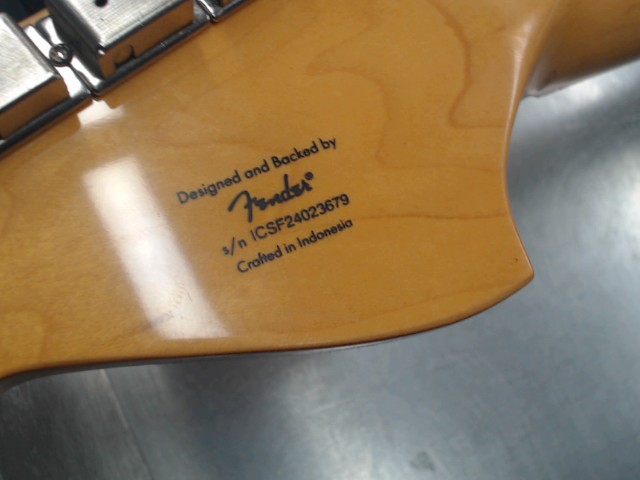 Designed and Backed by
Fender®
s/n ICSF24023679
Crafted in Indonesia